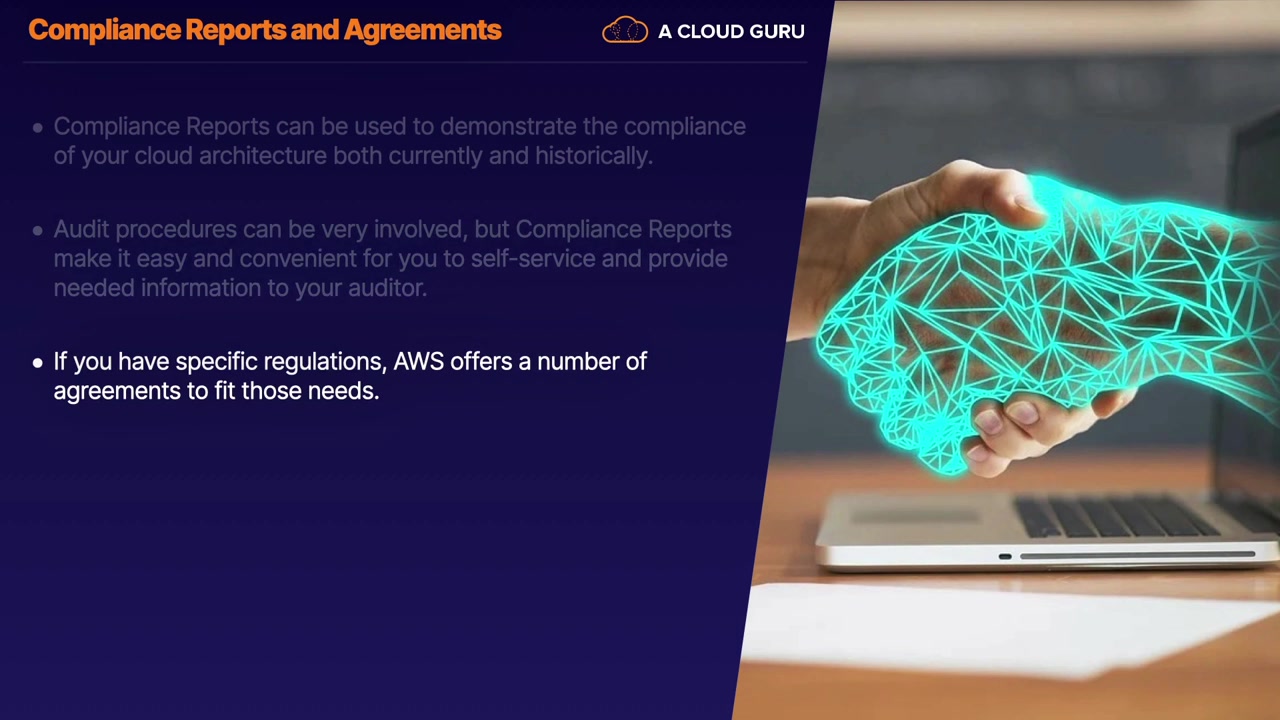 Compliance Reports and Agreements
A CLOUD GURU
• Compliance Reports can be used to demonstrate the compliance
of your cloud architecture both currently and historically.
• Audit procedures can be very involved, but Compliance Reports
make it easy and convenient for you to self-service and provide
needed information to your auditor.
• If you have specific regulations, AWS offers a number of
agreements to fit those needs.